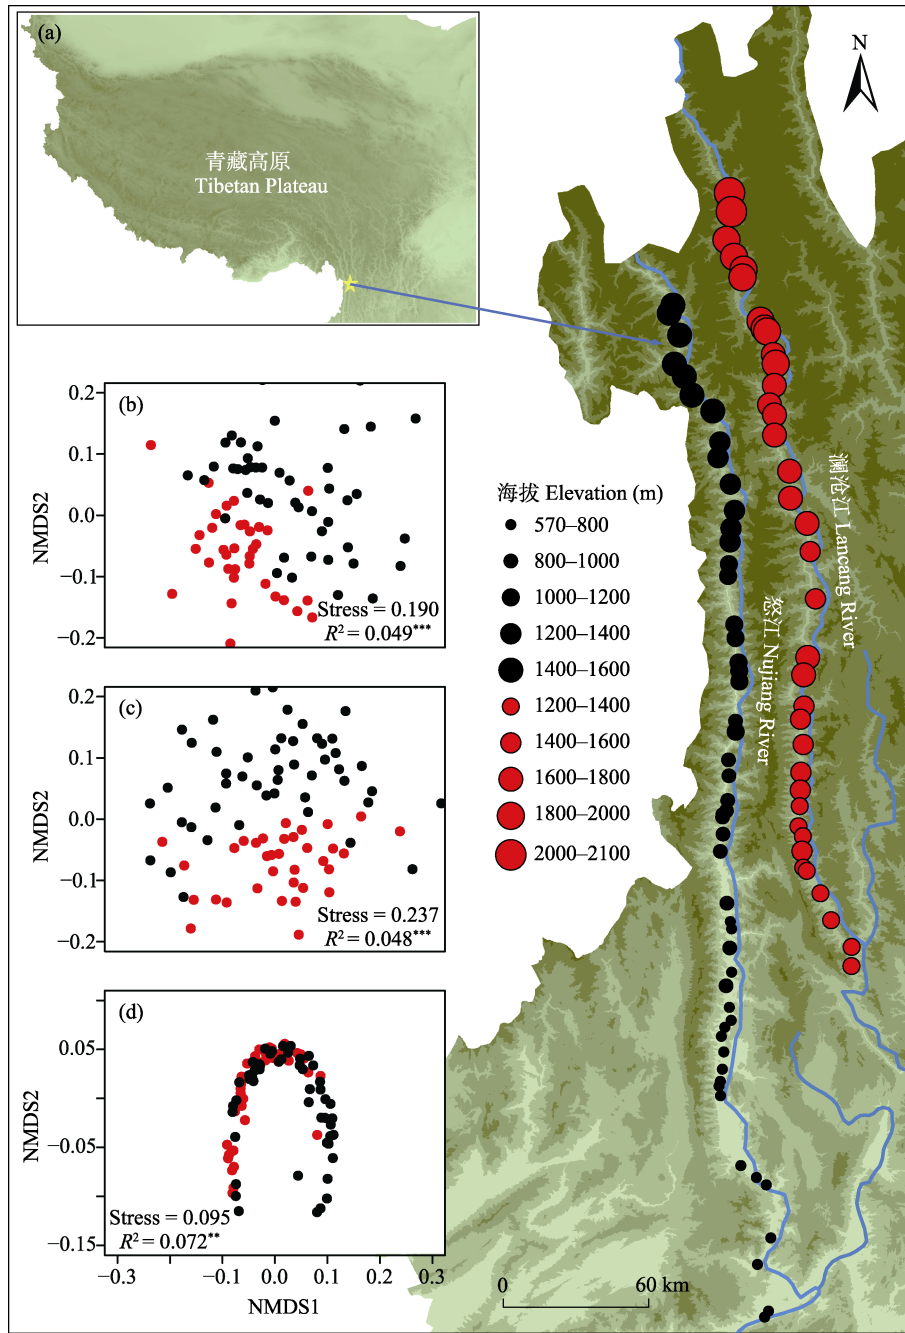 (a)
青藏高原
Tibetan Plateau
N
(b)
0.2
0.1
0.0
−0.1
−0.2
NMDS2
Stress = 0.190
R² = 0.049***
(c)
0.2
0.1
0.0
−0.1
−0.2
NMDS2
Stress = 0.237
R² = 0.048***
(d)
0.05
−0.05
−0.15
NMDS2
Stress = 0.095
R² = 0.072**
−0.3
−0.1
0.0
0.1
0.2
0.3
NMDS1
海拔 Elevation (m)
570–800
800–1000
1000–1200
1200–1400
1400–1600
1200–1400
1400–1600
1600–1800
1800–2000
2000–2100
澜沧江 Lancang River
怒江 Nujiang River
0
60 km